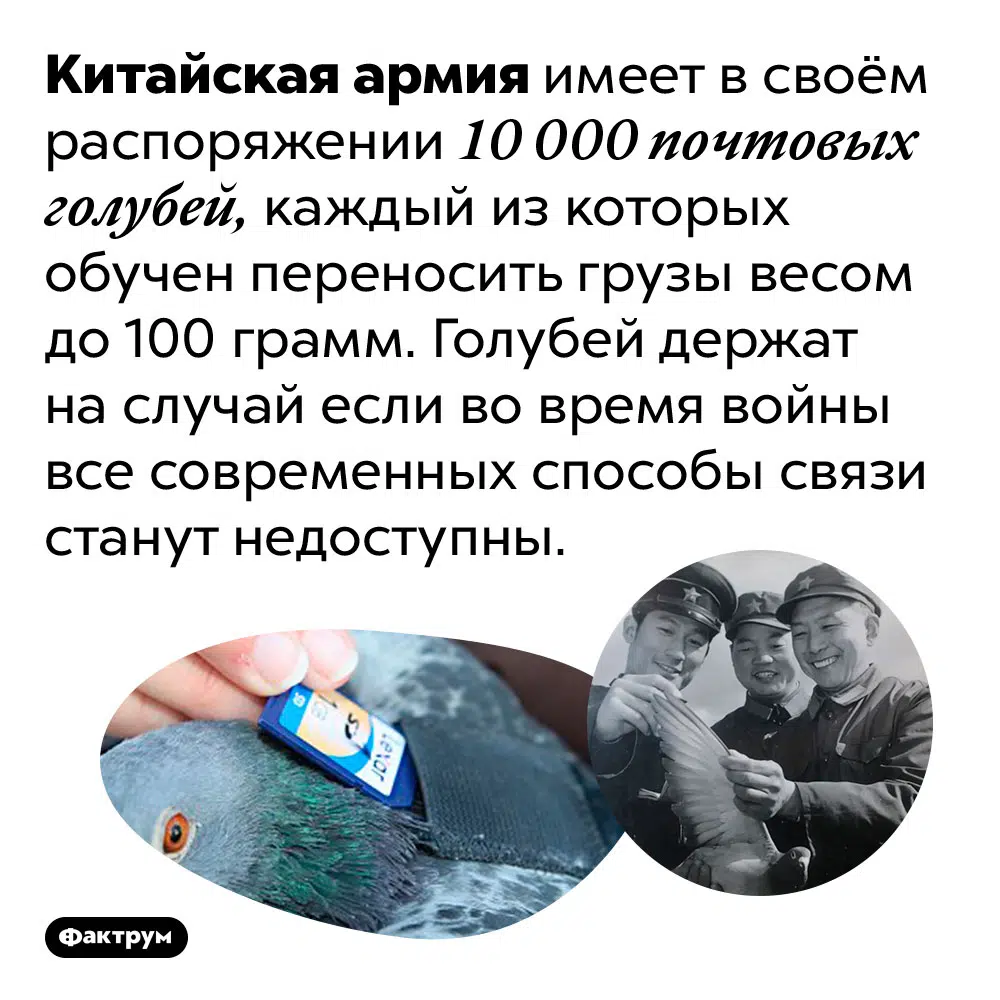 Китайская армия имеет в своём
распоряжении 10 000 почтовых
голубей, каждый из которых
обучен переносить грузы весом
до 100 грамм. Голубей держат
на случай если во время войны
все современных способы связи
станут недоступны.
Lexar
Фактрум